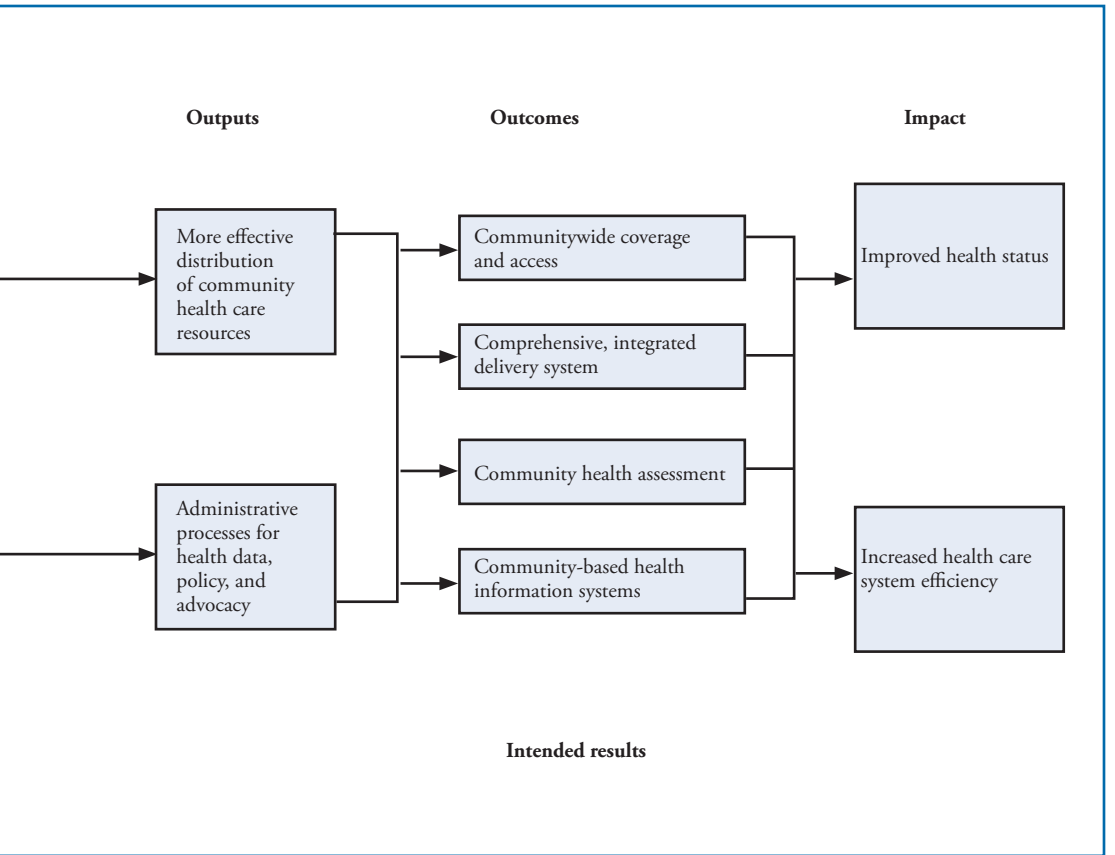 Outputs
Outcomes
Impact
More effective
distribution
of community
health care
resources
Administrative
processes for
health data,
policy, and
advocacy
Communitywide coverage
and access
Comprehensive, integrated
delivery system
Community health assessment
Community-based health
information systems
Improved health status
Increased health care
system efficiency
Intended results